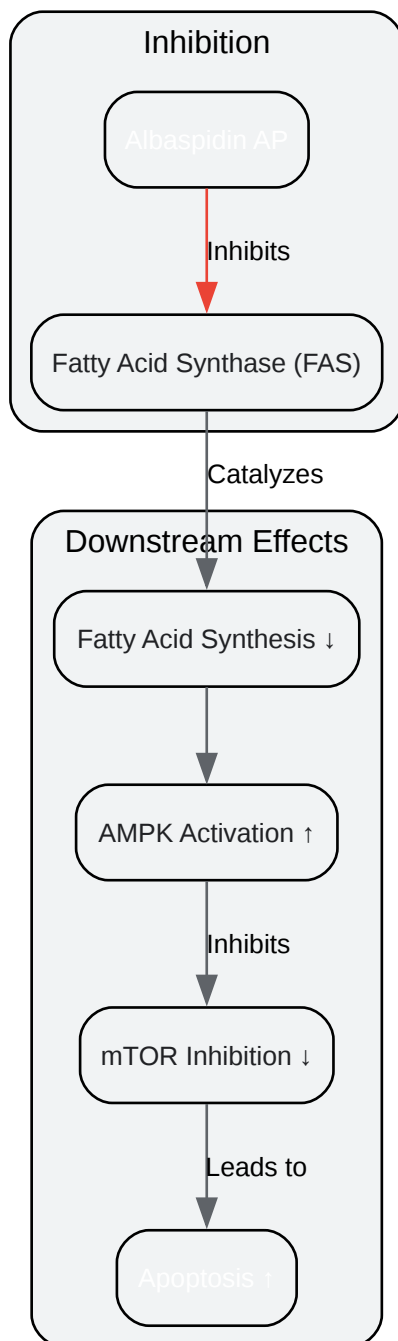 Inhibition
Albaspidin AP
Inhibits
Fatty Acid Synthase (FAS)
Catalyzes
Downstream Effects
Fatty Acid Synthesis ↓
AMPK Activation ↑
Inhibits
mTOR Inhibition ↓
Leads to
Apoptosis ↑